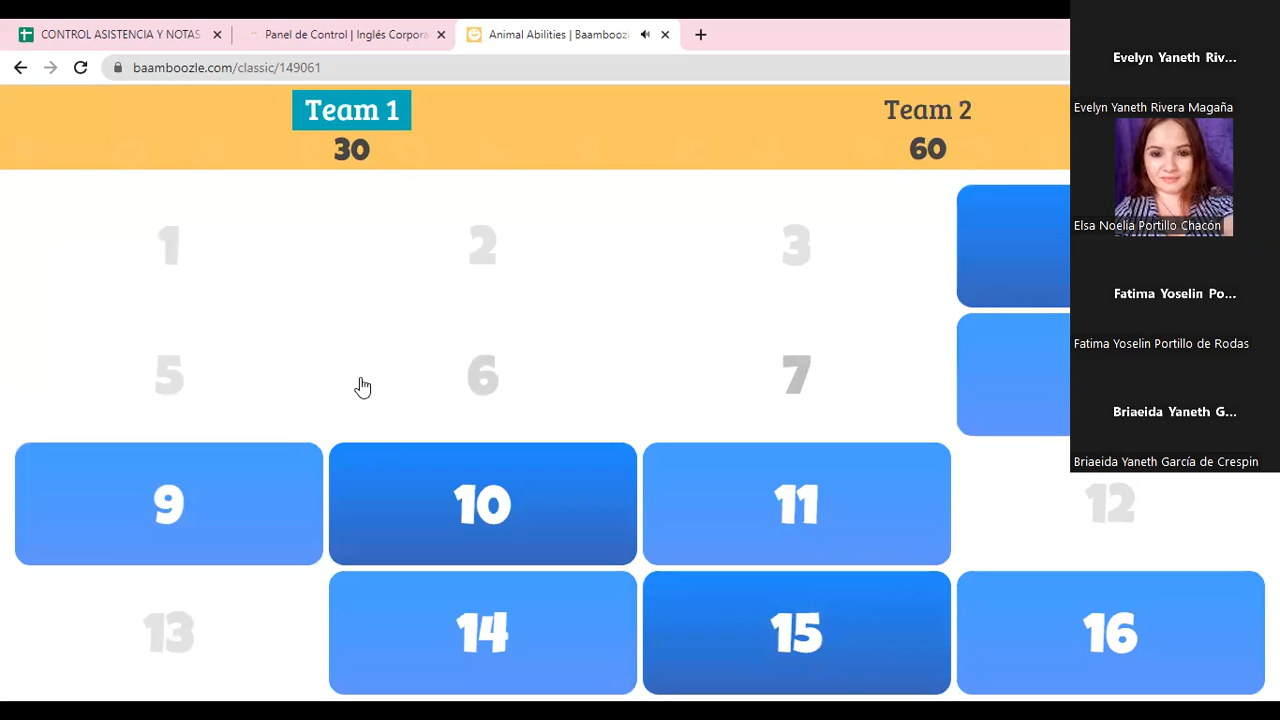 CONTROL ASISTENCIA Y NOTAS
Panel de Control | Inglés Corpora
Animal Abilities | Baamboozl
baamboozle.com/classic/149061
Team 1
Team 2
30
60
1
2
3
5
6
7
9
10
11
12
13
14
15
16
Evelyn Yaneth Riv...
Evelyn Yaneth Rivera Magaña
Elsa Noelía Portillo Chacón
Fatima Yoselin Po...
Fatima Yoselin Portillo de Rodas
Briaeida Yaneth G...
Briaeida Yaneth García de Crespin